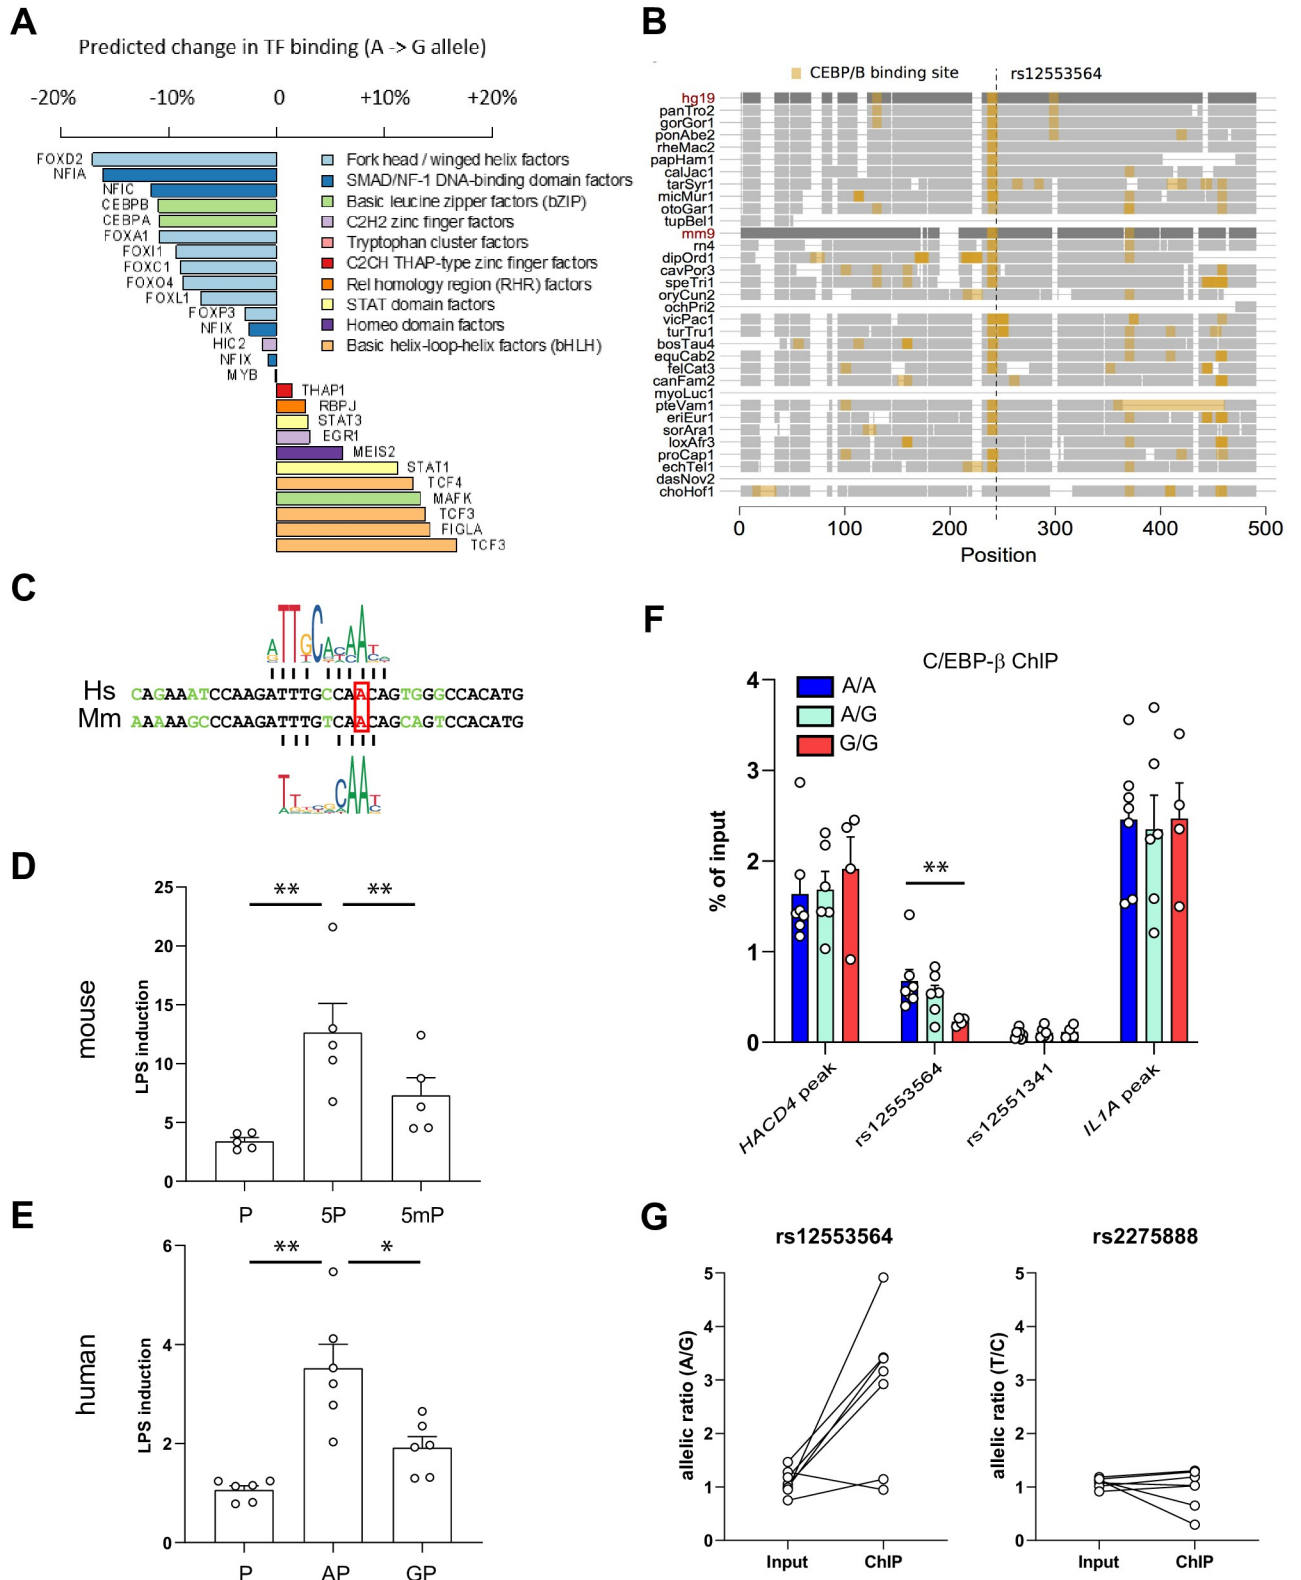 A
Predicted change in TF binding (A -> G allele)
-20% -10% 0 +10% +20%
FOXD2
NFIA
NFIC
CEBPB
CEBPA
FOXA1
FOXI1
FOXC1
FOXO4
FOXL1
FOXP3
NFIX
HIC2
NFIX
MYB
THAP1
RBPJ
STAT3
EGR1
MEIS2
STAT1
TCF4
MAFK
TCF3
FIGLA
TCF3
Fork head / winged helix factors
SMAD/NF-1 DNA-binding domain factors
Basic leucine zipper factors (bZIP)
C2H2 zinc finger factors
Tryptophan cluster factors
C2CH THAP-type zinc finger factors
Rel homology region (RHR) factors
STAT domain factors
Homeo domain factors
Basic helix-loop-helix factors (bHLH)
B
CEBP/B binding site
rs12553564
hg19
panTro2
gorGor1
ponAbe2
rheMac2
papHam1
calJac1
tarSyr1
micMur1
otoGar1
tupBel1
mm9
rn4
dipOrd1
cavPor3
speTri1
oryCun2
ochPri2
vicPac1
turTru1
bosTau4
equCab2
felCat3
canFam2
myoLuc1
pteVam1
eriEur1
sorAra1
loxAfr3
proCap1
echTel1
dasNov2
choHof1
0 100 200 300 400 500
Position
C
Hs CAGAAATCCAAGATTTGCCAACAGTGGGCCACATG
Mm AAAAAGCCCAAGATTTGTCAACAGCAGTCCACATG
D
mouse
LPS induction
25
20
15
10
5
0
** **
P 5P 5mP
E
human
LPS induction
6
4
2
0
** *
P AP GP
F
C/EBP-β ChIP
A/A
A/G
G/G
% of input
4
3
2
1
0
**
HACD4 peak
rs12553564
rs12551341
IL1A peak
G
rs12553564
allelic ratio (A/G)
5
4
3
2
1
0
Input ChIP
rs2275888
allelic ratio (T/C)
5
4
3
2
1
0
Input ChIP